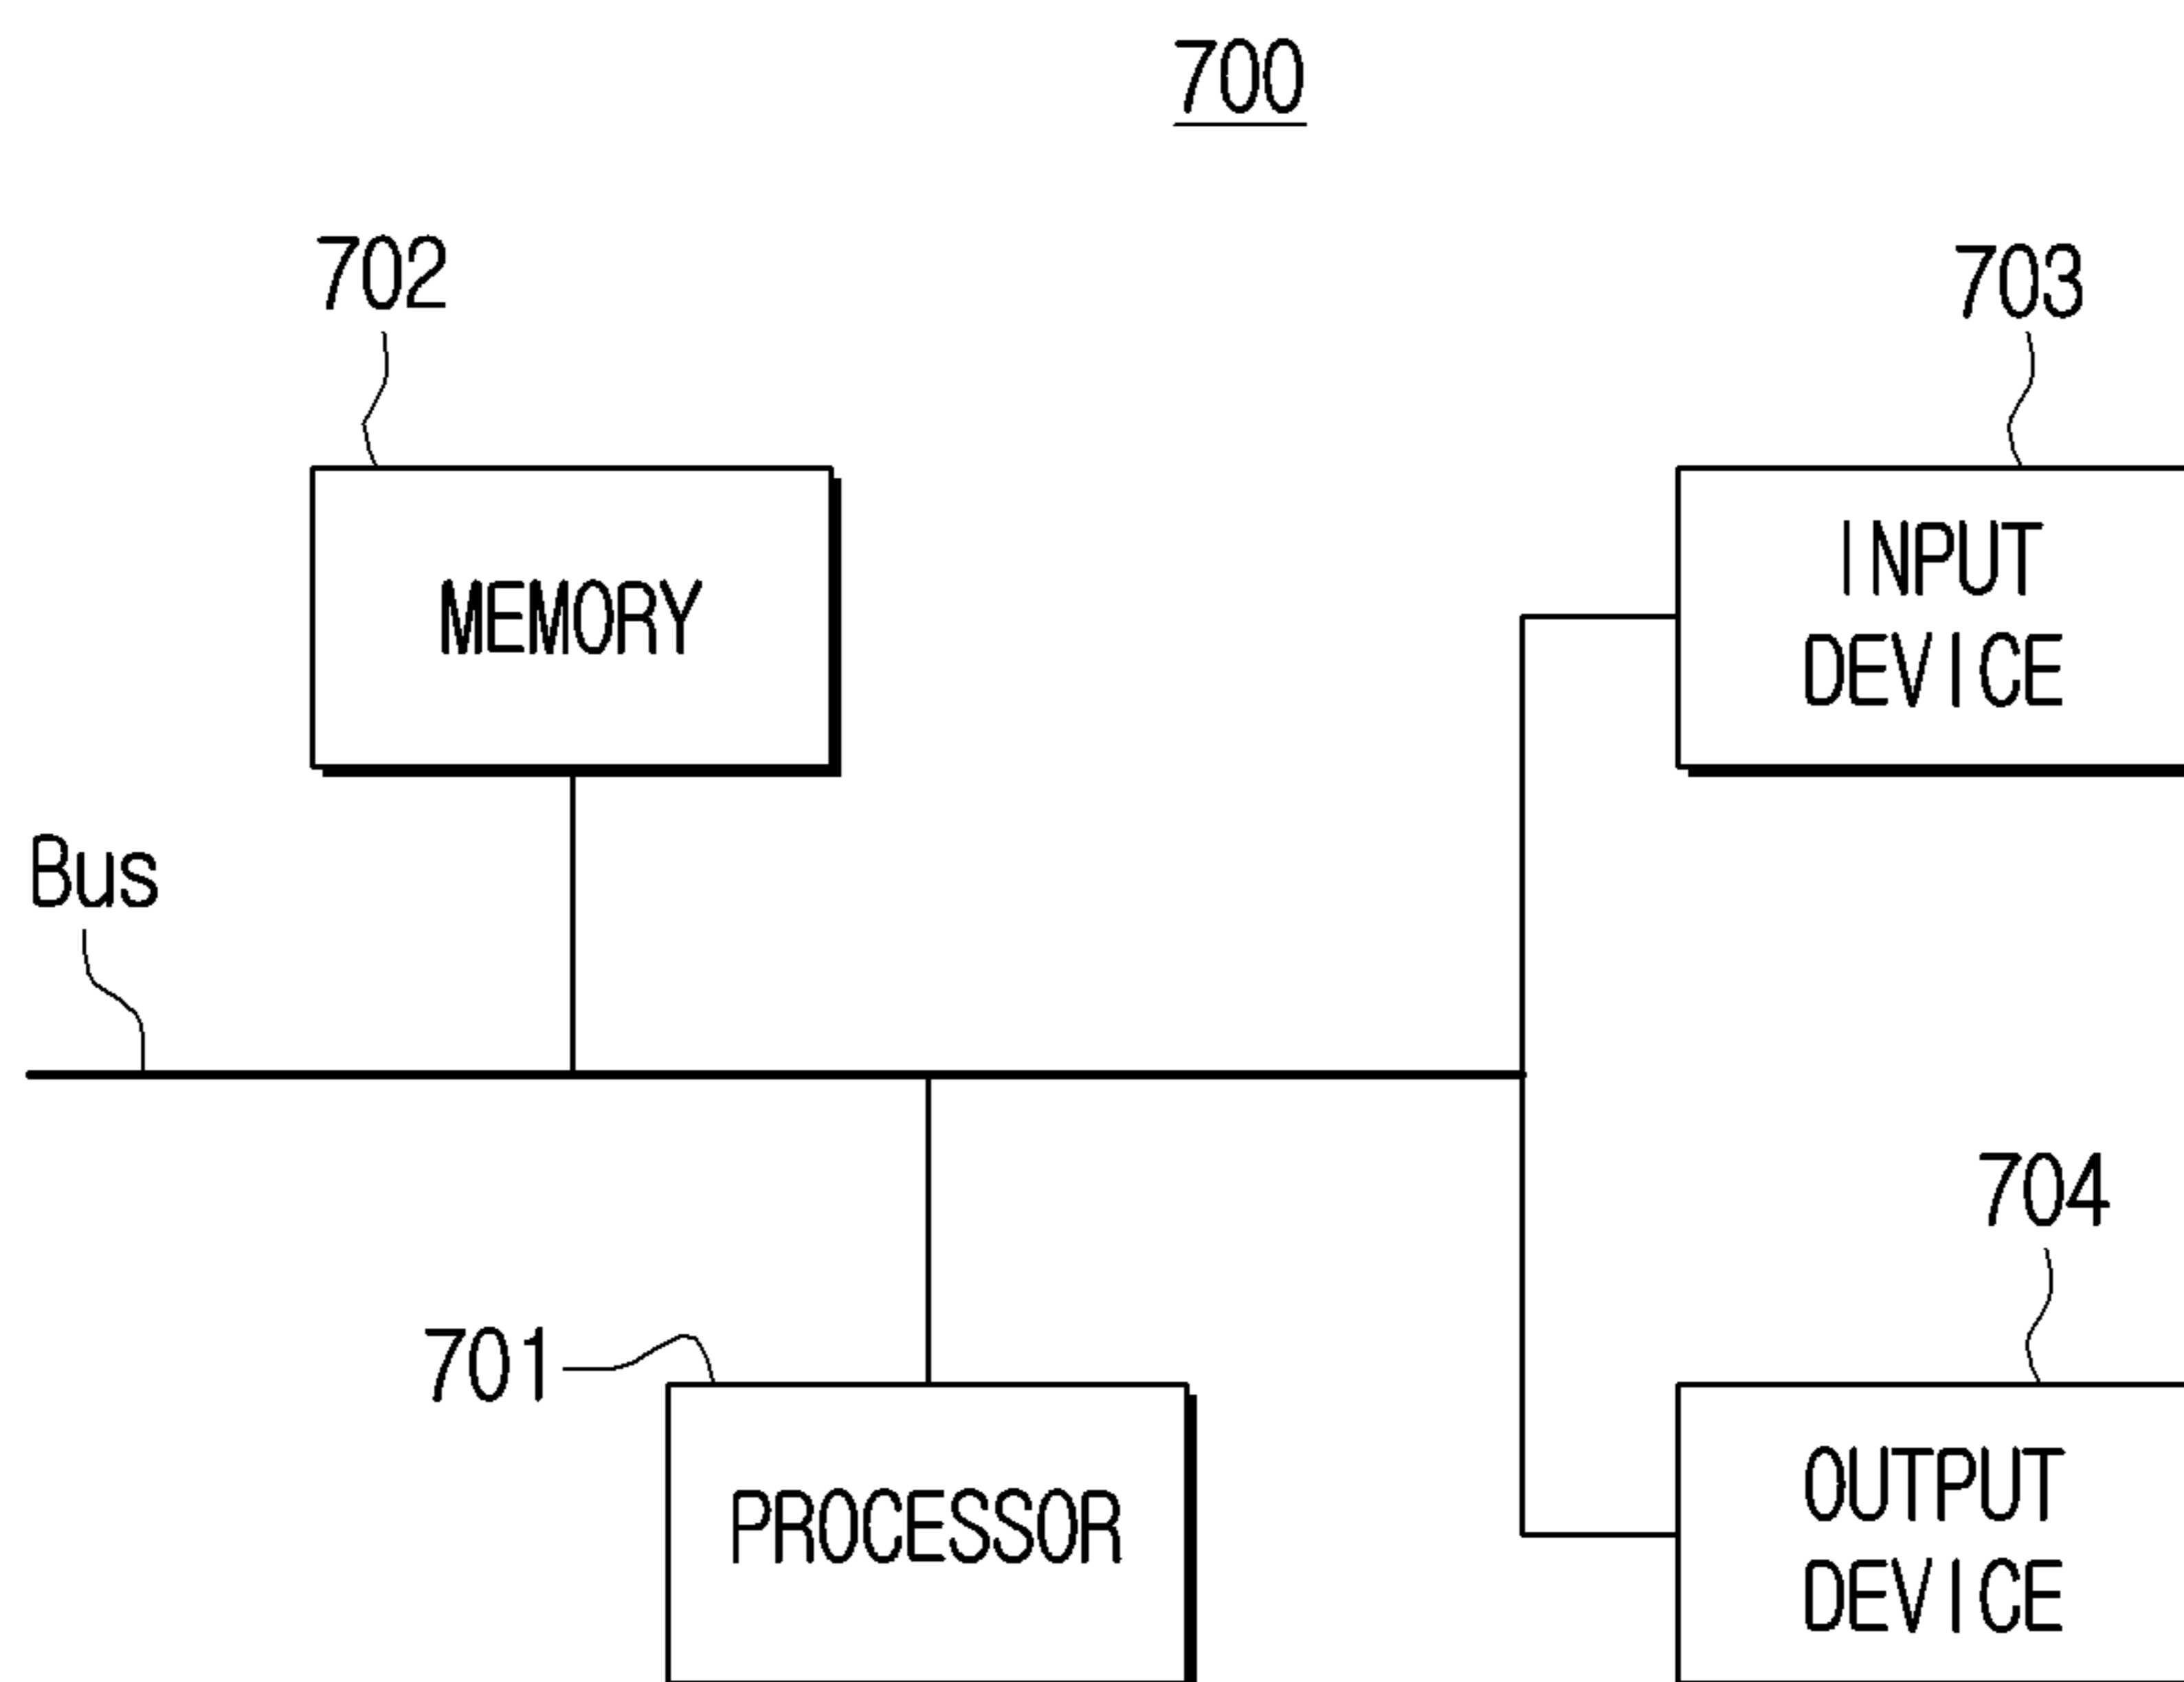 700
702
703
MEMORY
INPUT
DEVICE
Bus
704
701
PROCESSOR
OUTPUT
DEVICE